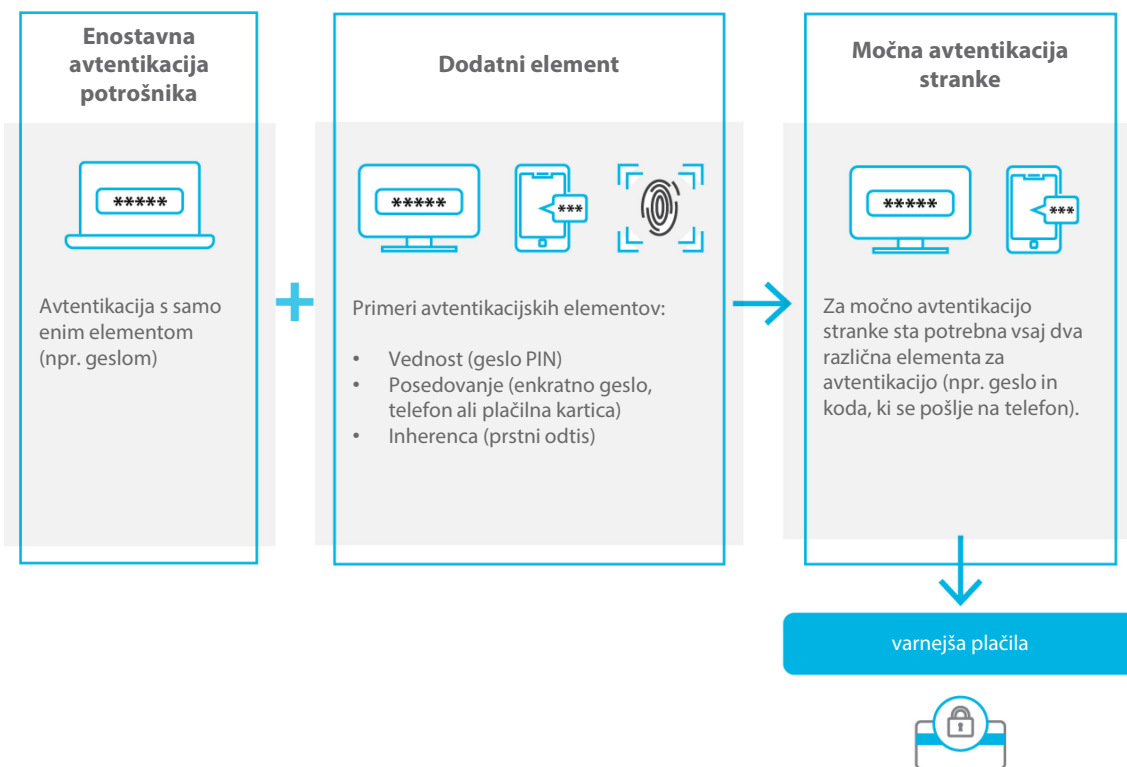 Enostavna
avtentikacija
potrošnika
*****
Avtentikacija s samo
enim elementom
(npr. geslom)
Dodatni element
*****
***
Primeri avtentikacijskih elementov:
• Vednost (geslo PIN)
• Posedovanje (enkratno geslo,
telefon ali plačilna kartica)
• Inherenca (prstni odtis)
Močna avtentikacija
stranke
*****
***
Za močno avtentikacijo
stranke sta potrebna vsaj dva
različna elementa za
avtentikacijo (npr. geslo in
koda, ki se pošlje na telefon).
varnejša plačila